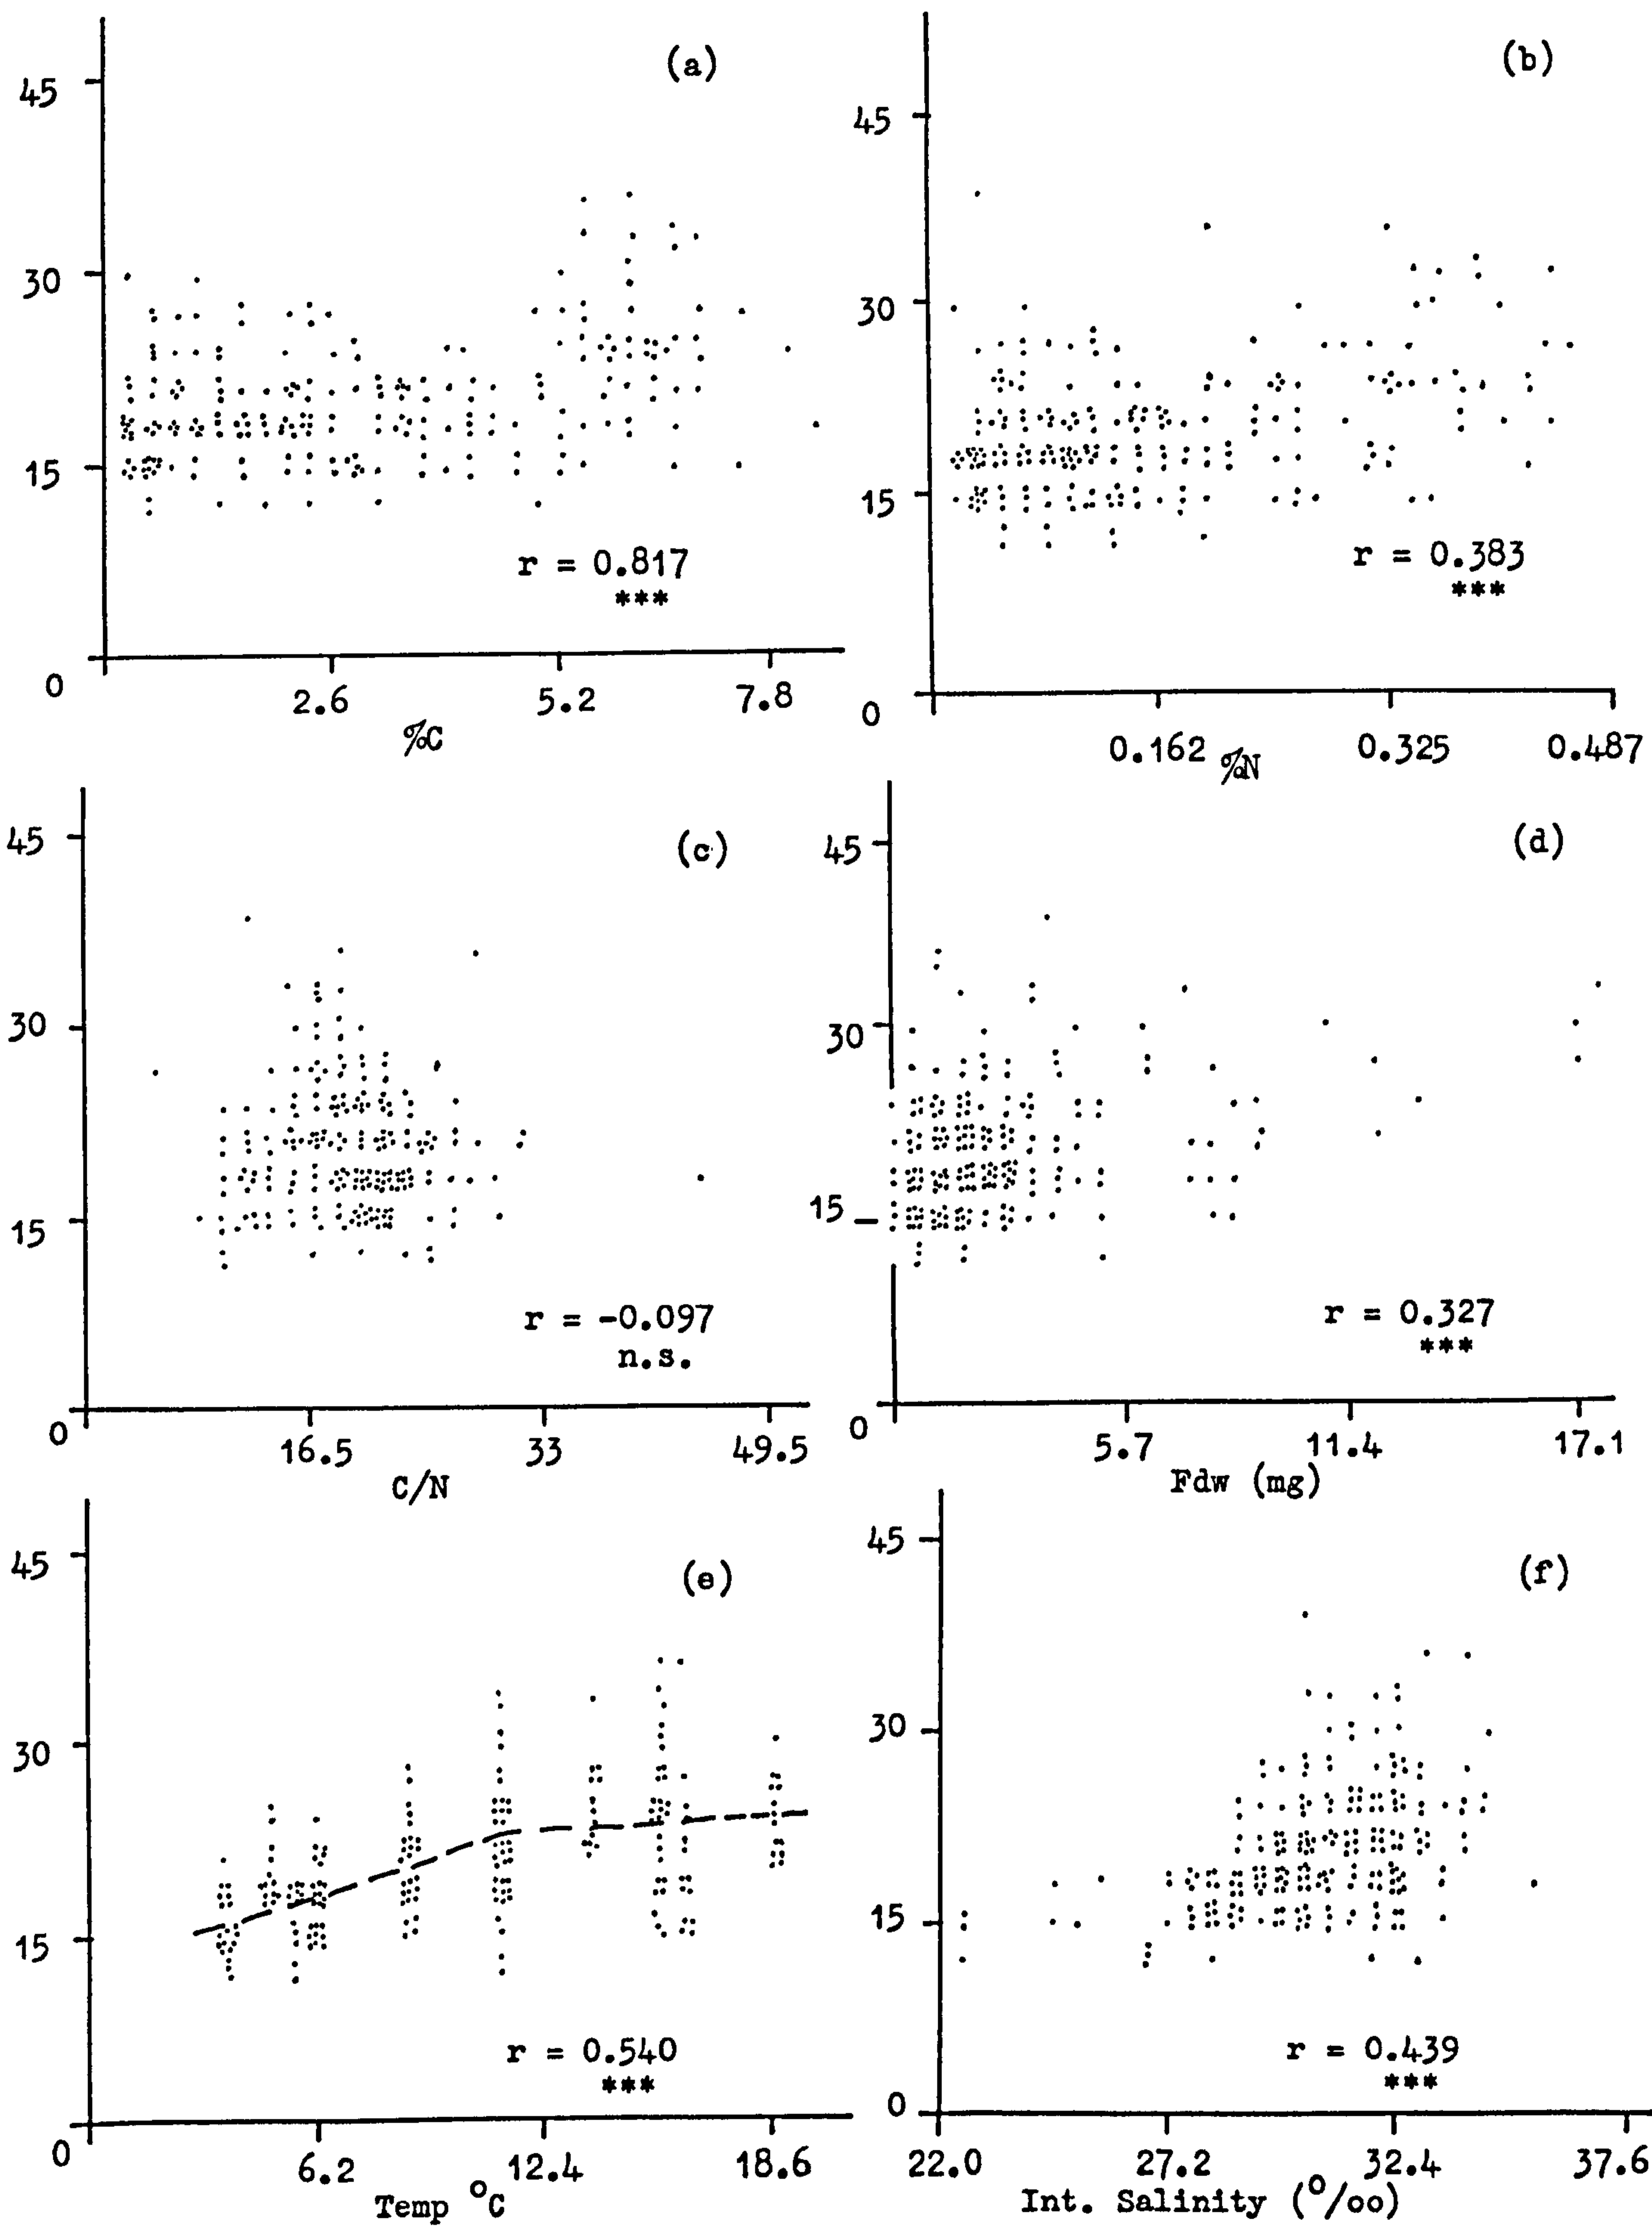 (a)
45
30
15
0
r = 0.817
***
2.6 5.2 7.8
%C
(b)
45
30
15
0
r = 0.383
***
0.162 0.325 0.487
%N
(c)
45
30
15
0
r = -0.097
n.s.
16.5 33 49.5
C/N
(d)
45
30
15
0
r = 0.327
***
5.7 11.4 17.1
Fdw (mg)
(e)
45
30
15
0
r = 0.540
***
6.2 12.4 18.6
Temp °C
(f)
45
30
15
0
r = 0.439
***
22.0 27.2 32.4 37.6
Int. Salinity (°/oo)